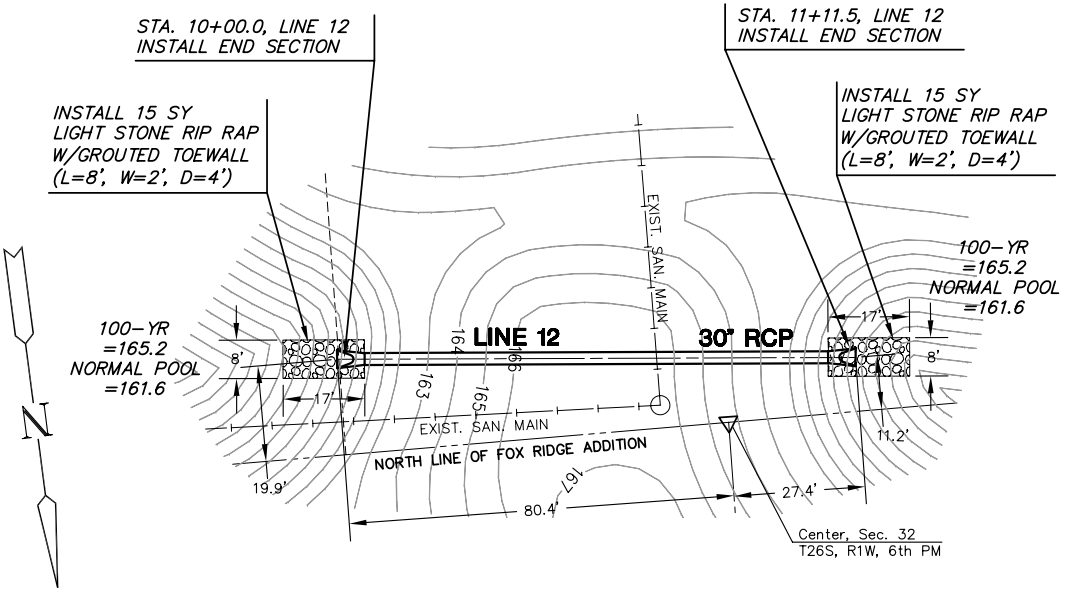 STA. 10+00.0, LINE 12
INSTALL END SECTION
STA. 11+11.5, LINE 12
INSTALL END SECTION
INSTALL 15 SY
LIGHT STONE RIP RAP
W/GROUTED TOEWALL
(L=8', W=2', D=4')
INSTALL 15 SY
LIGHT STONE RIP RAP
W/GROUTED TOEWALL
(L=8', W=2', D=4')
EXIST. SAN. MAIN
100-YR
=165.2
NORMAL POOL
=161.6
17'
100-YR
=165.2
NORMAL POOL
=161.6
8'
17'
LINE 12
30" RCP
8'
164
166
163
165
EXIST. SAN. MAIN
NORTH LINE OF FOX RIDGE ADDITION
11.2'
19.9'
167
80.4'
27.4'
N
Center, Sec. 32
T26S, R1W, 6th PM